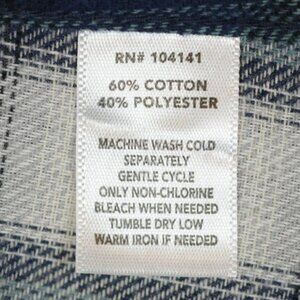 RN# 104141
60% COTTON
40% POLYESTER
MACHINE WASH COLD
SEPARATELY
GENTLE CYCLE
ONLY NON-CHLORINE
BLEACH WHEN NEEDED
TUMBLE DRY LOW
WARM IRON IF NEEDED